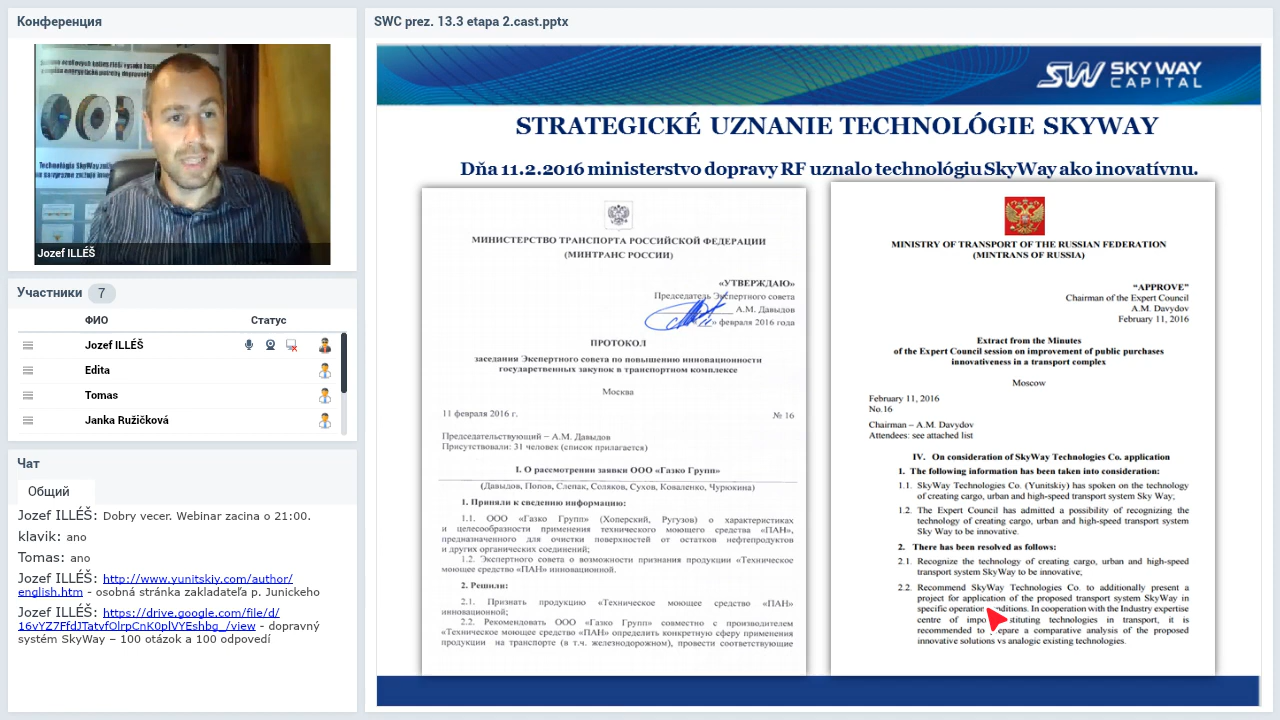 Конференция
Jozef ILLÉŠ
Участники 7
ФИО Статус
Jozef ILLÉŠ
Edita
Tomas
Janka Ružičková
Чат
Общий
Jozef ILLÉŠ: Dobry vecer. Webinar zacina o 21:00.
klavik: ano
Tomas: ano
Jozef ILLÉŠ: http://www.yunitskiy.com/author/
english.htm - osobná stránka zakladateľa p. Junickeho
Jozef ILLÉŠ: https://drive.google.com/file/d/
- dopravný
systém SkyWay – 100 otázok a 100 odpovedí
SWC prez. 13.3 etapa 2.cast.pptx
SW SKY WAY
CAPITAL
STRATEGICKÉ UZNANIE TECHNOLÓGIE SKYWAY
Dňa 11.2.2016 ministerstvo dopravy RF uznalo technológiu SkyWay ako inovatívnu.
МИНИСТЕРСТВО ТРАНСПОРТА РОССИЙСКОЙ ФЕДЕРАЦИИ
(МИНТРАНС РОССИИ)
«УТВЕРЖДАЮ»
Председатель Экспертного совета
А.М. Давыдов
февраля 2016 года
ПРОТОКОЛ
заседания Экспертного совета по повышению инновационности
государственных закупок в транспортном комплексе
Москва
11 февраля 2016 г. № 16
Председательствующий – А.М. Давыдов
Присутствовали: 31 человек (список прилагается)
I. О рассмотрении заявки ООО «Газко Групп»
(Давыдов, Попов, Слепак, Соляков, Сухов, Коваленко, Чурюкина)
1. Приняли к сведению информацию:
1.1. ООО «Газко Групп» (Хоперский, Ругузов) о характеристиках
и целесообразности применения технического моющего средства «ПАН»,
предназначенного для очистки поверхностей от остатков нефтепродуктов
и других органических соединений;
1.2. Экспертного совета о возможности признания продукции «Техническое
моющее средство «ПАН» инновационной.
2. Решили:
2.1. Признать продукцию «Техническое моющее средство «ПАН»
инновационной;
2.2. Рекомендовать ООО «Газко Групп» совместно с производителем
«Техническое моющее средство «ПАН» определить конкретную сферу применения
продукции на транспорте (в т.ч. железнодорожном), провести соответствующие
MINISTRY OF TRANSPORT OF THE RUSSIAN FEDERATION
(MINTRANS OF RUSSIA)
“APPROVE”
Chairman of the Expert Council
A.M. Davydov
February 11, 2016
Extract from the Minutes
of the Expert Council session on improvement of public purchases
innovativeness in a transport complex
Moscow
February 11, 2016
No.16
Chairman – A.M. Davydov
Attendees: see attached list
IV. On consideration of SkyWay Technologies Co. application
1. The following information has been taken into consideration:
1.1. SkyWay Technologies Co. (Yunitskiy) has spoken on the technology
of creating cargo, urban and high-speed transport system Sky Way;
1.2. The Expert Council has admitted a possibility of recognizing the
technology of creating cargo, urban and high-speed transport system
Sky Way to be innovative.
2. There has been resolved as follows:
2.1. Recognize the technology of creating cargo, urban and high-speed
transport system SkyWay to be innovative;
2.2. Recommend SkyWay Technologies Co. to additionally present a
project for application of the proposed transport system SkyWay in
specific operation conditions. In cooperation with the Industry expertise
centre of stituting technologies in transport, it is
recommended to prepare a comparative analysis of the proposed
innovative solutions vs analogic existing technologies.